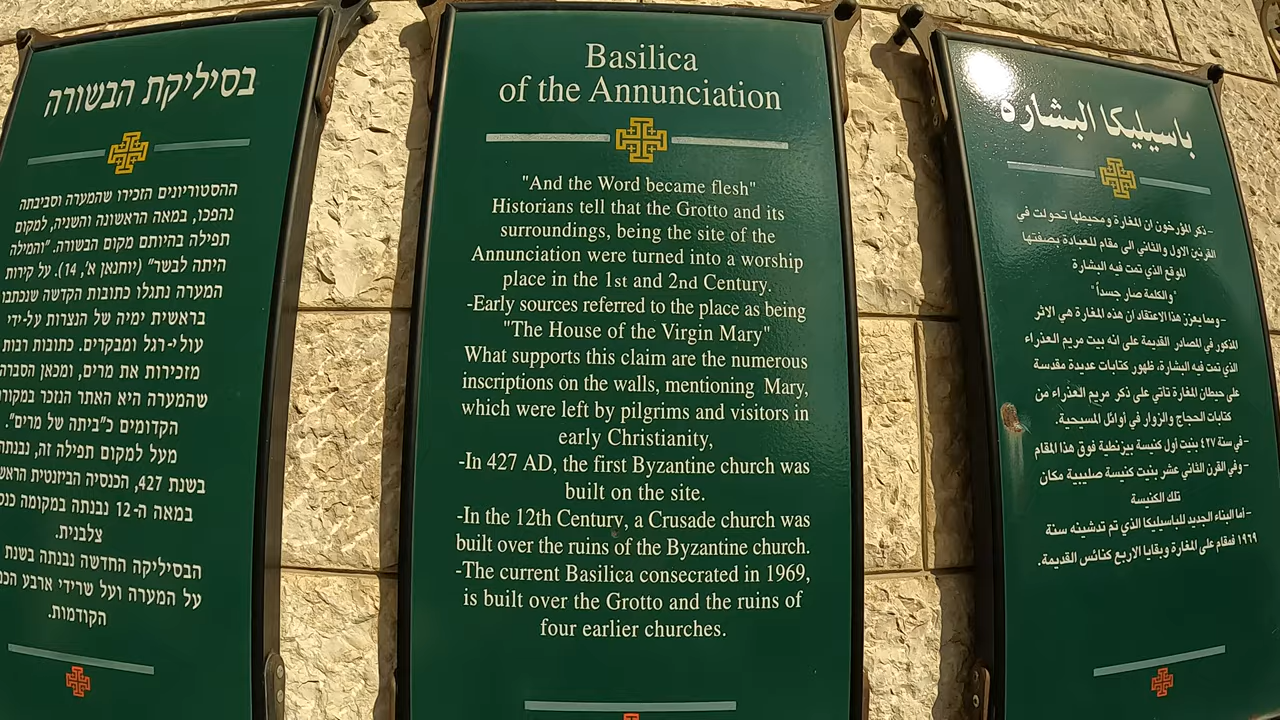 בסיליקת הבשורה
ההסטוריונים הזכירו שהמערה וסביבתה
נהפכו, במאה הראשונה והשניה, למקום
תפילה בהיותם מקום הבשורה. "והמילה
היתה לבשר" (יוחנאן א', 14). על קירות
המערה נתגלו כתובות הקדשה שנכתבו
בראשית ימיה של הנצרות על-ידי
עולי-רגל ומבקרים. כתובות רבות
מזכירות את מרים, ומכאן הסברה
שהמערה היא האתר הנזכר במקורות
הקדומים כ"ביתה של מרים".
מעל למקום תפילה זה, נבנתה
בשנת 427, הכנסיה הביזנטית
במאה ה-12 נבנתה במקומה
צלבנית.
הבסיליקה החדשה נבנתה בשנת
על המערה ועל שרידי ארבע
הקודמות.
Basilica
of the Annunciation
"And the Word became flesh"
Historians tell that the Grotto and its
surroundings, being the site of the
Annunciation were turned into a worship
place in the 1st and 2nd Century.
-Early sources referred to the place as being
"The House of the Virgin Mary"
What supports this claim are the numerous
inscriptions on the walls, mentioning Mary,
which were left by pilgrims and visitors in
early Christianity,
-In 427 AD, the first Byzantine church was
built on the site.
-In the 12th Century, a Crusade church was
built over the ruins of the Byzantine church.
-The current Basilica consecrated in 1969,
is built over the Grotto and the ruins of
four earlier churches.
باسيليكا البشارة
- ذكر المؤرخون ان المغارة ومحيطها تحولت في
القرنين الاول والثاني الى مقام للعبادة بصفتها
الموقع الذي تمت فيه البشارة
"والكلمة صار جسداً"
- ومما يعزز هذا الاعتقاد ان هذه المغارة هي الاثر
المذكور في المصادر القديمة على انه بيت مريم العذراء
الذي تمت فيه البشارة، ظهور كتابات عديدة مقدسة
على حيطان المغارة تأتي على ذكر مريم العذراء من
كتابات الحجاج والزوار في أوائل المسيحية.
- في سنة ٤٢٧ بنيت اول كنيسة بيزنطية فوق هذا المقام
- وفي القرن الثاني عشر بنيت كنيسة صليبية مكان
تلك الكنيسة
- اما البناء الجديد للباسيليكا الذي تم تدشينه سنة
١٩٦٩ فمقام على المغارة وبقايا الاربع كنائس القديمة.